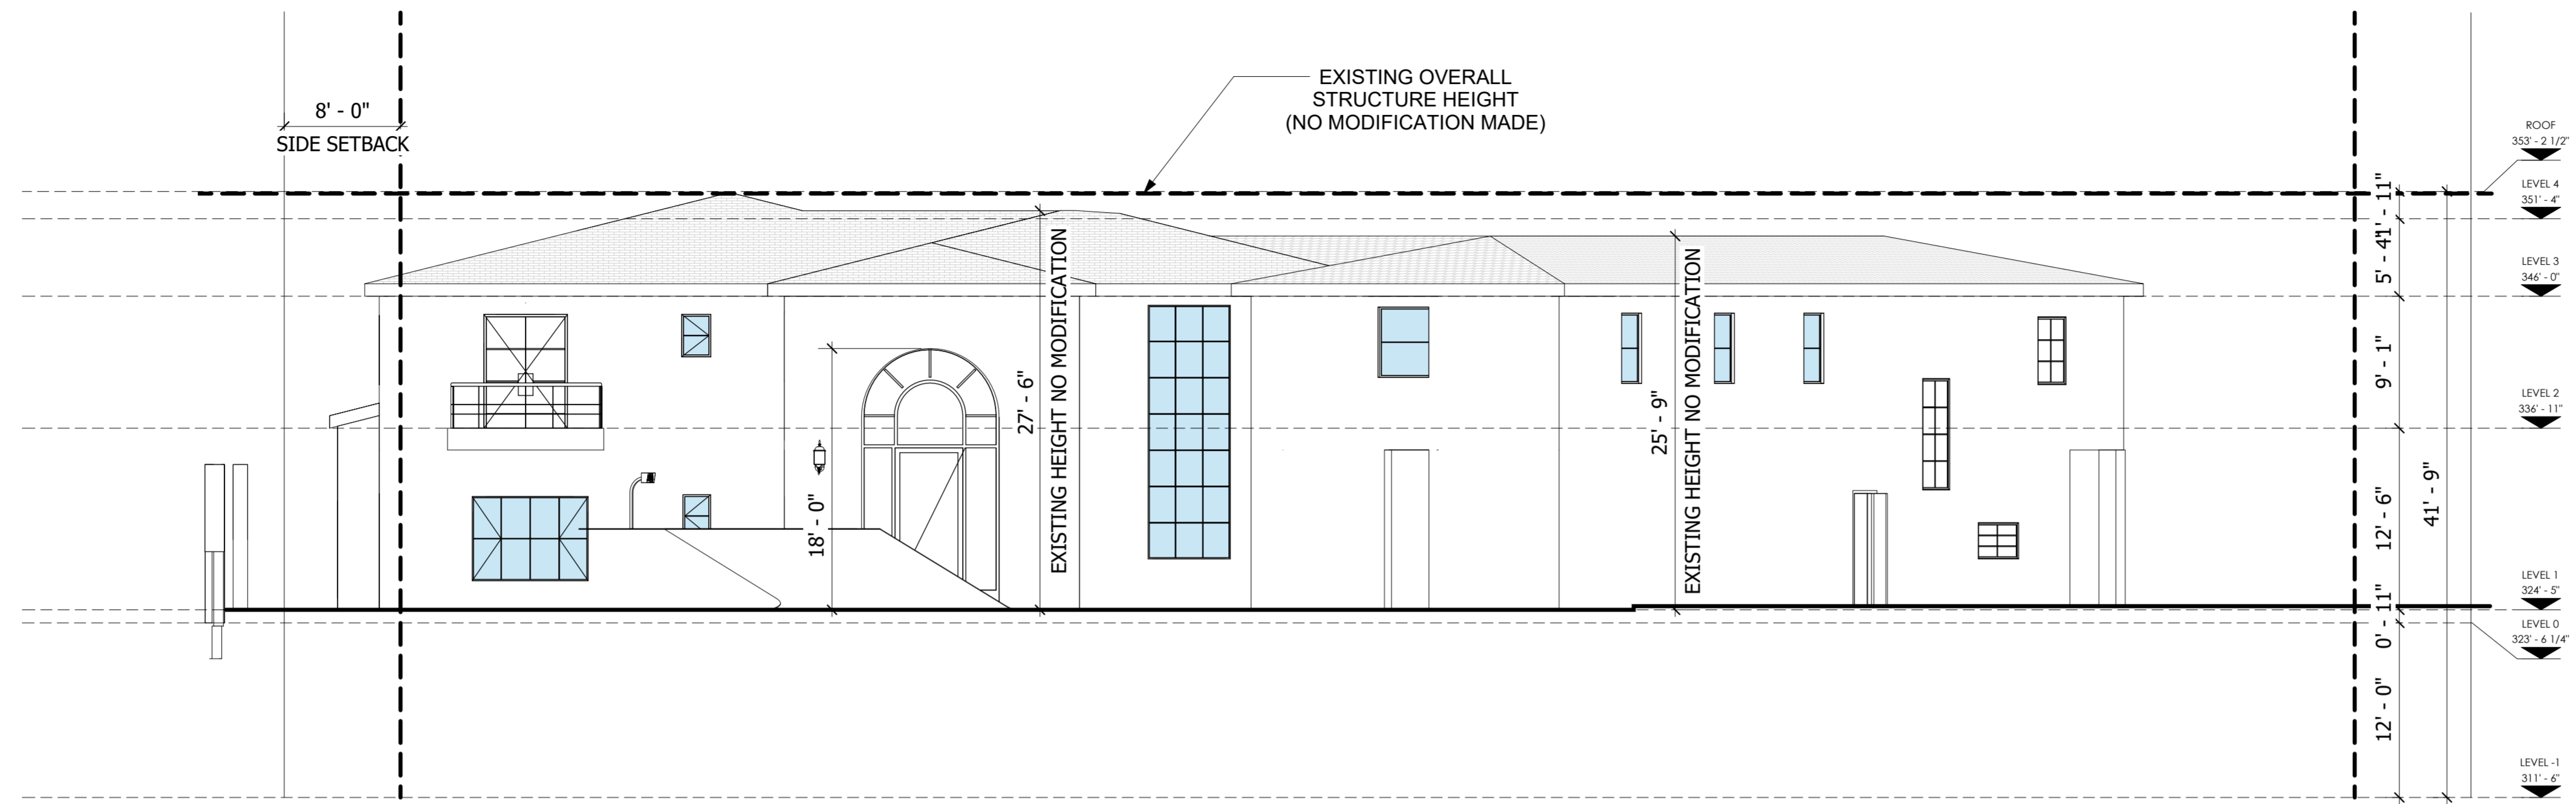 EXISTING OVERALL
STRUCTURE HEIGHT
(NO MODIFICATION MADE)
8' - 0"
SIDE SETBACK
ROOF
353' - 2 1/2"
LEVEL 4
351' - 4"
LEVEL 3
346' - 0"
LEVEL 2
336' - 11"
LEVEL 1
324' - 5"
LEVEL 0
323' - 6 1/4"
LEVEL -1
311' - 6"
18' - 0"
27' - 6"
EXISTING HEIGHT NO MODIFICATION
25' - 9"
EXISTING HEIGHT NO MODIFICATION
1' - 11"
5' - 4"
9' - 1"
12' - 6"
0' - 11"
12' - 0"
41' - 9"